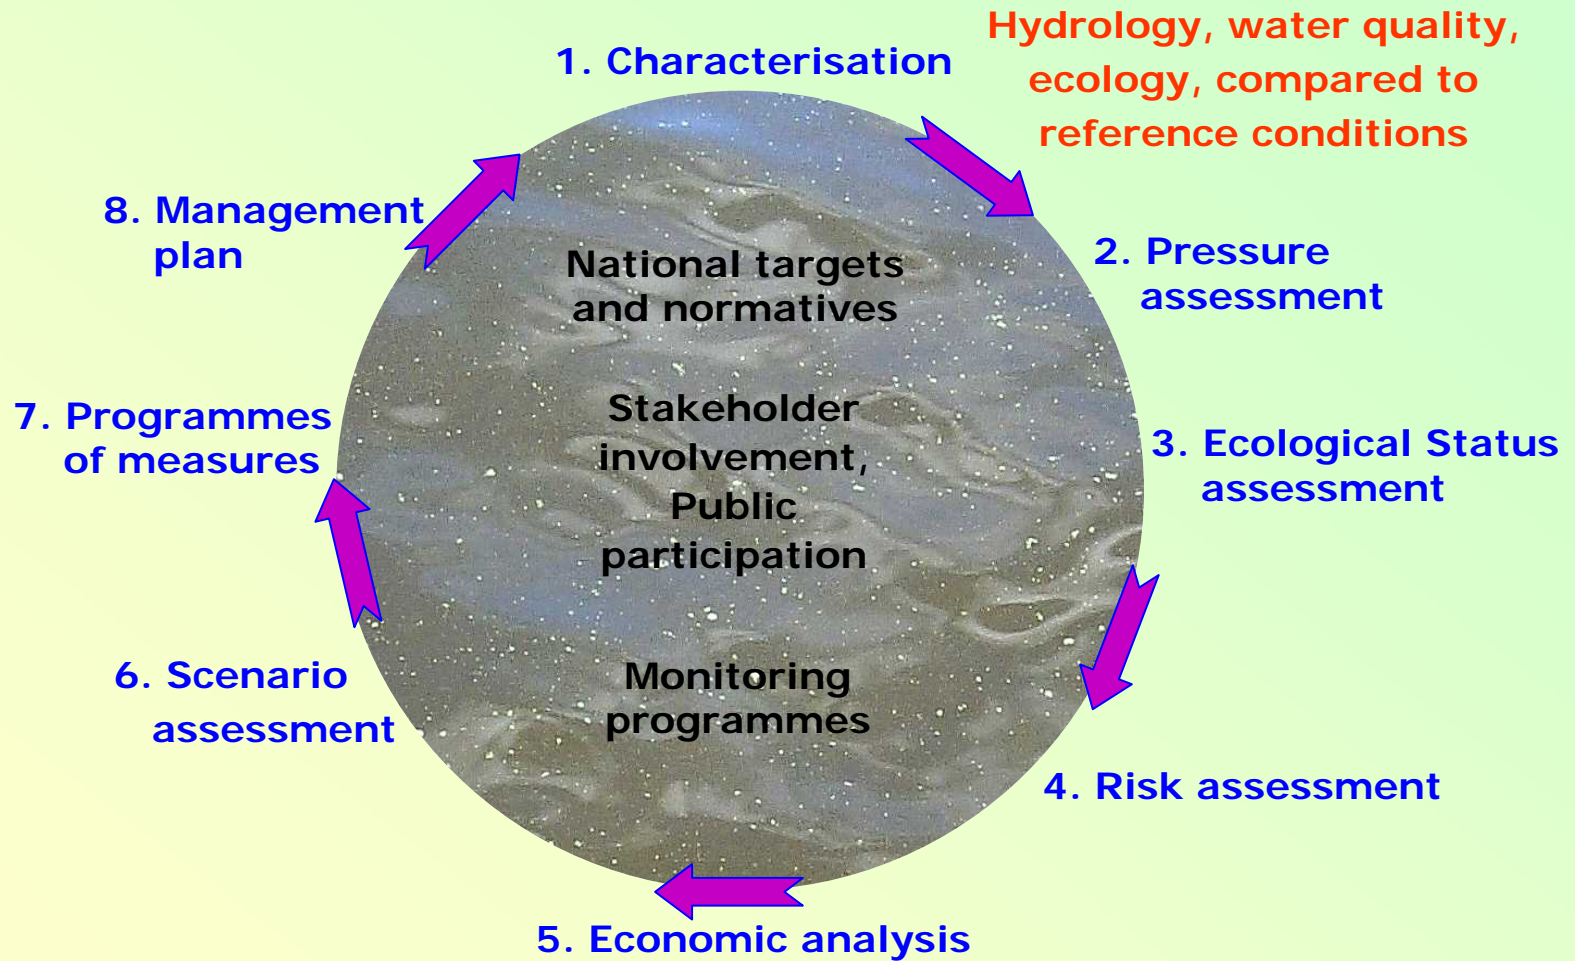 Hydrology, water quality,
ecology, compared to
reference conditions
1. Characterisation
2. Pressure
assessment
3. Ecological Status
assessment
4. Risk assessment
5. Economic analysis
6. Scenario
assessment
7. Programmes
of measures
8. Management
plan
National targets
and normatives
Stakeholder
involvement,
Public
participation
Monitoring
programmes